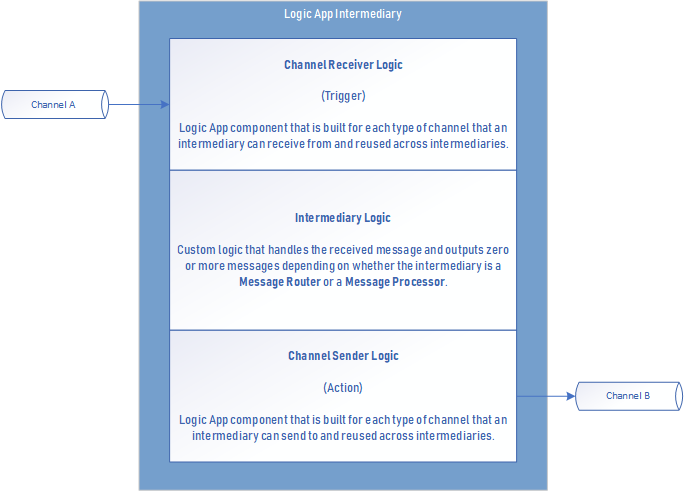 Logic App Intermediary
Channel Receiver Logic
(Trigger)
Channel A
Logic App component that is built for each type of channel that an
intermediary can receive from and reused across intermediaries.
Intermediary Logic
Custom logic that handles the received message and outputs zero
or more messages depending on whether the intermediary is a
Message Router or a Message Processor.
Channel Sender Logic
(Action)
Channel B
Logic App component that is built for each type of channel that an
intermediary can send to and reused across intermediaries.